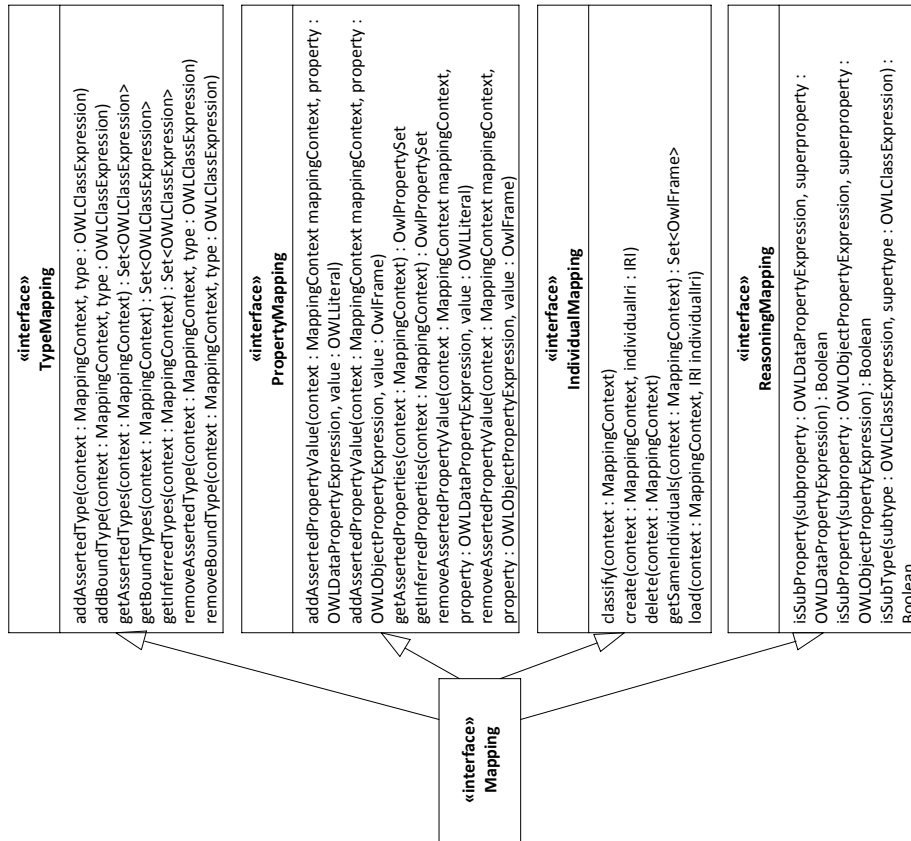 «interface»
TypeMapping
addAssertedType(context : MappingContext, type : OWLClassExpression)
addBoundType(context : MappingContext, type : OWLClassExpression)
getAssertedTypes(context : MappingContext) : Set<OWLClassExpression>
getBoundTypes(context : MappingContext) : Set<OWLClassExpression>
getInferredTypes(context : MappingContext) : Set<OWLClassExpression>
removeAssertedType(context : MappingContext, type : OWLClassExpression)
removeBoundType(context : MappingContext, type : OWLClassExpression)
«interface»
PropertyMapping
addAssertedPropertyValue(context : MappingContext mappingContext, property :
OWLDataPropertyExpression, value : OWLLiteral)
addAssertedPropertyValue(context : MappingContext mappingContext, property :
OWLObjectPropertyExpression, value : OwlFrame)
getAssertedProperties(context : MappingContext) : OwlPropertySet
getInferredProperties(context : MappingContext) : OwlPropertySet
removeAssertedPropertyValue(context : MappingContext mappingContext,
property : OWLDataPropertyExpression, value : OWLLiteral)
removeAssertedPropertyValue(context : MappingContext mappingContext,
property : OWLObjectPropertyExpression, value : OwlFrame)
«interface»
IndividualMapping
classify(context : MappingContext)
create(context : MappingContext, individualIri : IRI)
delete(context : MappingContext)
getSameIndividuals(context : MappingContext) : Set<OwlFrame>
load(context : MappingContext, IRI individualIri)
«interface»
ReasoningMapping
isSubProperty(subproperty : OWLDataPropertyExpression, superproperty :
OWLDataPropertyExpression) : Boolean
isSubProperty(subproperty : OWLObjectPropertyExpression, superproperty :
OWLObjectPropertyExpression) : Boolean
isSubType(subtype : OWLClassExpression, supertype : OWLClassExpression) :
Boolean
«interface»
Mapping